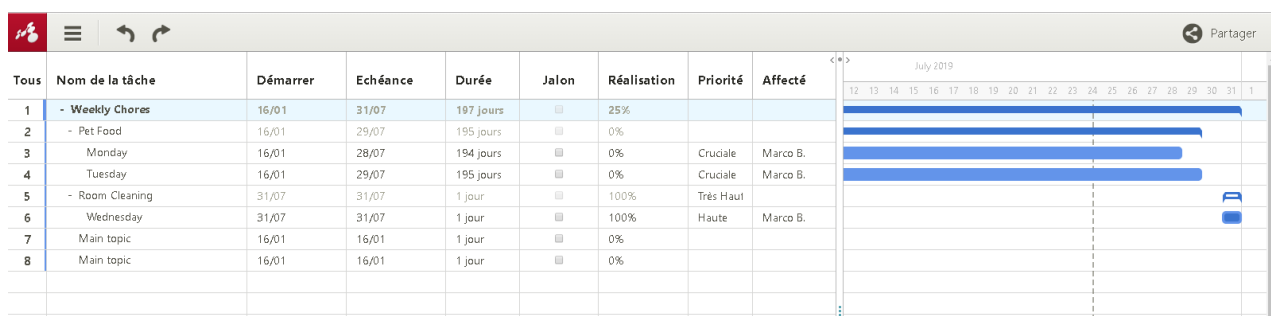 Partager
Tous Nom de la tâche Démarrer Echéance Durée Jalon Réalisation Priorité Affecté
July 2019
12 13 14 15 16 17 18 19 20 21 22 23 24 25 26 27 28 29 30 31 1
1 - Weekly Chores 16/01 31/07 197 jours 25%
2 - Pet Food 16/01 29/07 195 jours 0%
3 Monday 16/01 28/07 194 jours 0% Cruciale Marco B.
4 Tuesday 16/01 29/07 195 jours 0% Cruciale Marco B.
5 - Room Cleaning 31/07 31/07 1 jour 100% Très Haut
6 Wednesday 31/07 31/07 1 jour 100% Haute Marco B.
7 Main topic 16/01 16/01 1 jour 0%
8 Main topic 16/01 16/01 1 jour 0%